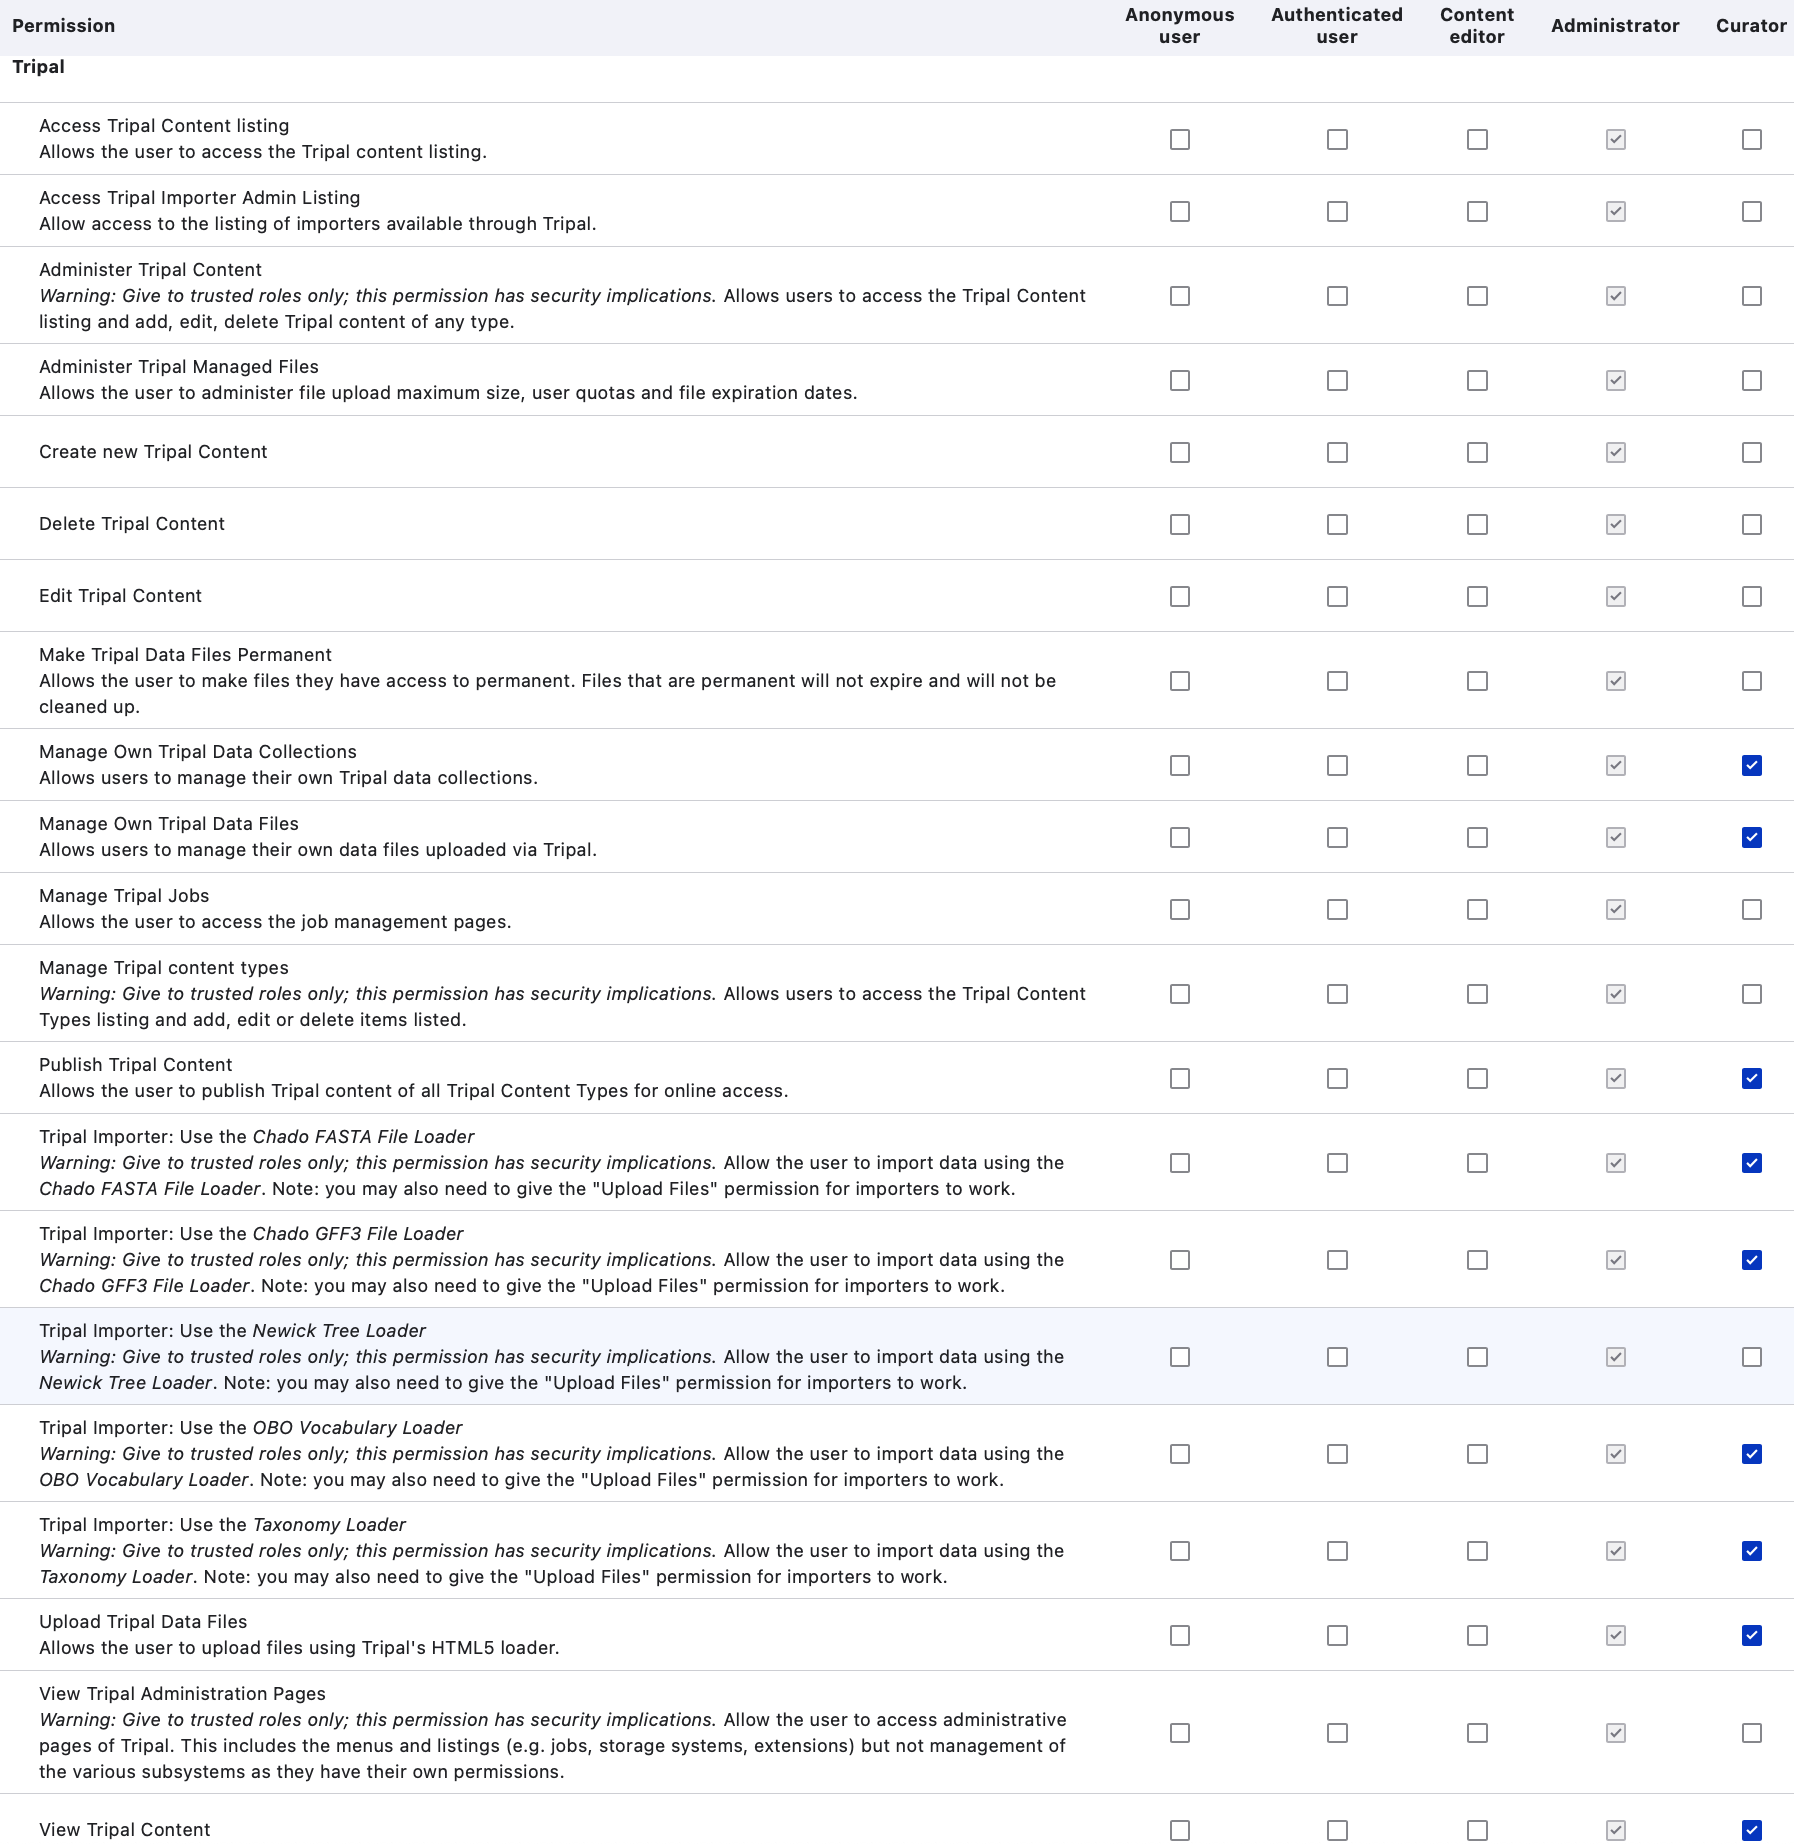 Permission
Anonymous user
Authenticated user
Content editor
Administrator
Curator
Tripal
Access Tripal Content listing
Allows the user to access the Tripal content listing.
Access Tripal Importer Admin Listing
Allow access to the listing of importers available through Tripal.
Administer Tripal Content
Warning: Give to trusted roles only; this permission has security implications. Allows users to access the Tripal Content
listing and add, edit, delete Tripal content of any type.
Administer Tripal Managed Files
Allows the user to administer file upload maximum size, user quotas and file expiration dates.
Create new Tripal Content
Delete Tripal Content
Edit Tripal Content
Make Tripal Data Files Permanent
Allows the user to make files they have access to permanent. Files that are permanent will not expire and will not be
cleaned up.
Manage Own Tripal Data Collections
Allows users to manage their own Tripal data collections.
Manage Own Tripal Data Files
Allows users to manage their own data files uploaded via Tripal.
Manage Tripal Jobs
Allows the user to access the job management pages.
Manage Tripal content types
Warning: Give to trusted roles only; this permission has security implications. Allows users to access the Tripal Content
Types listing and add, edit or delete items listed.
Publish Tripal Content
Allows the user to publish Tripal content of all Tripal Content Types for online access.
Tripal Importer: Use the Chado FASTA File Loader
Warning: Give to trusted roles only; this permission has security implications. Allow the user to import data using the
Chado FASTA File Loader. Note: you may also need to give the "Upload Files" permission for importers to work.
Tripal Importer: Use the Chado GFF3 File Loader
Warning: Give to trusted roles only; this permission has security implications. Allow the user to import data using the
Chado GFF3 File Loader. Note: you may also need to give the "Upload Files" permission for importers to work.
Tripal Importer: Use the Newick Tree Loader
Warning: Give to trusted roles only; this permission has security implications. Allow the user to import data using the
Newick Tree Loader. Note: you may also need to give the "Upload Files" permission for importers to work.
Tripal Importer: Use the OBO Vocabulary Loader
Warning: Give to trusted roles only; this permission has security implications. Allow the user to import data using the
OBO Vocabulary Loader. Note: you may also need to give the "Upload Files" permission for importers to work.
Tripal Importer: Use the Taxonomy Loader
Warning: Give to trusted roles only; this permission has security implications. Allow the user to import data using the
Taxonomy Loader. Note: you may also need to give the "Upload Files" permission for importers to work.
Upload Tripal Data Files
Allows the user to upload files using Tripal's HTML5 loader.
View Tripal Administration Pages
Warning: Give to trusted roles only; this permission has security implications. Allow the user to access administrative
pages of Tripal. This includes the menus and listings (e.g. jobs, storage systems, extensions) but not management of
the various subsystems as they have their own permissions.
View Tripal Content